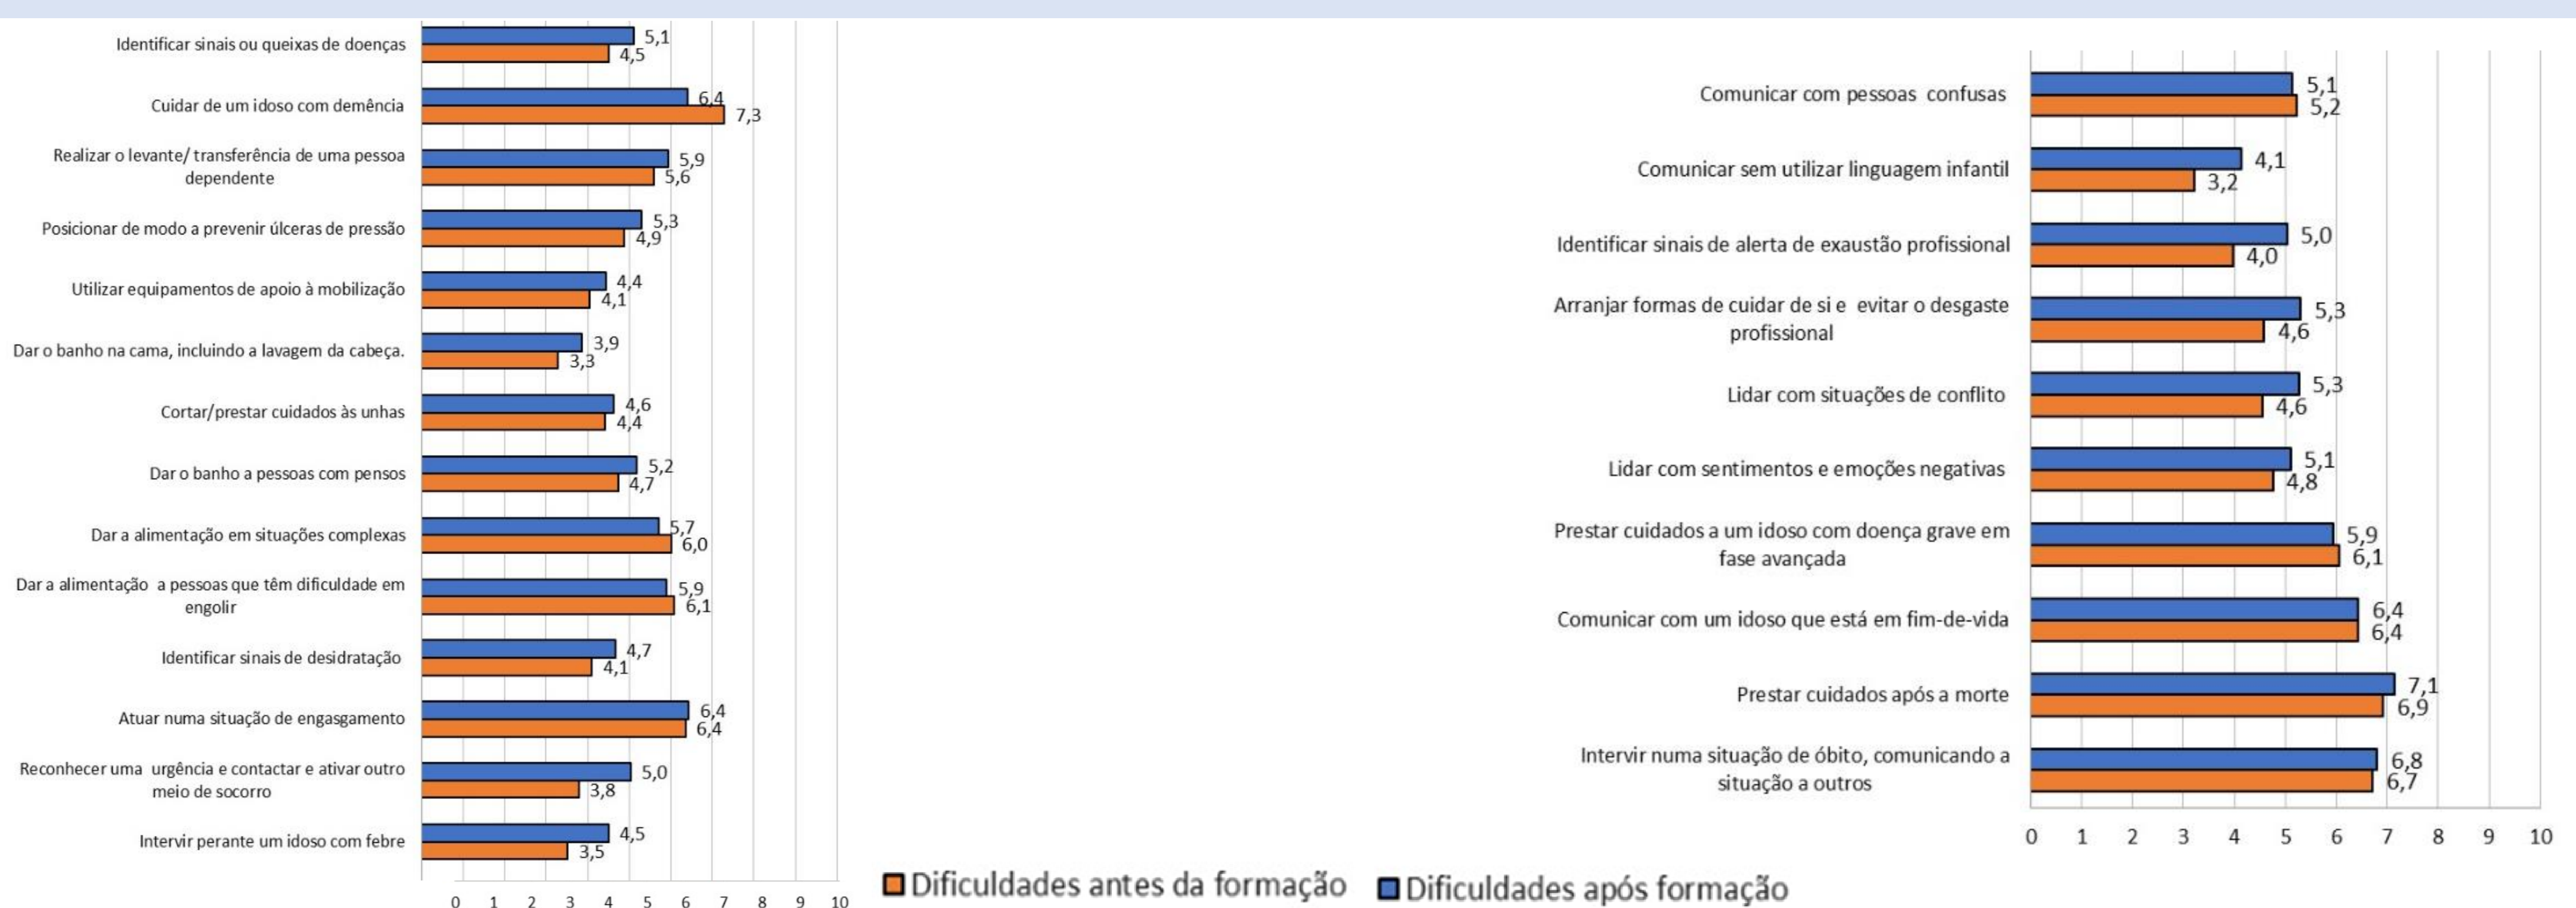 Identificar sinais ou queixas de doenças
5,1
4,5
Cuidar de um idoso com demência
6,4
7,3
Realizar o levante/ transferência de uma pessoa
dependente
5,9
5,6
Posicionar de modo a prevenir úlceras de pressão
5,3
4,9
Utilizar equipamentos de apoio à mobilização
4,4
4,1
Dar o banho na cama, incluindo a lavagem da cabeça.
3,9
3,3
Cortar/prestar cuidados às unhas
4,6
4,4
Dar o banho a pessoas com pensos
5,2
4,7
Dar a alimentação em situações complexas
5,7
6,0
Dar a alimentação a pessoas que têm dificuldade em
engolir
5,9
6,1
Identificar sinais de desidratação
4,7
4,1
Atuar numa situação de engasgamento
6,4
6,4
Reconhecer uma urgência e contactar e ativar outro
meio de socorro
5,0
3,8
Intervir perante um idoso com febre
4,5
3,5
0 1 2 3 4 5 6 7 8 9 10
Dificuldades antes da formação
Dificuldades após formação
Comunicar com pessoas confusas
5,1
5,2
Comunicar sem utilizar linguagem infantil
4,1
3,2
Identificar sinais de alerta de exaustão profissional
5,0
4,0
Arranjar formas de cuidar de si e evitar o desgaste
profissional
5,3
4,6
Lidar com situações de conflito
5,3
4,6
Lidar com sentimentos e emoções negativas
5,1
4,8
Prestar cuidados a um idoso com doença grave em
fase avançada
5,9
6,1
Comunicar com um idoso que está em fim-de-vida
6,4
6,4
Prestar cuidados após a morte
7,1
6,9
Intervir numa situação de óbito, comunicando a
situação a outros
6,8
6,7
0 1 2 3 4 5 6 7 8 9 10